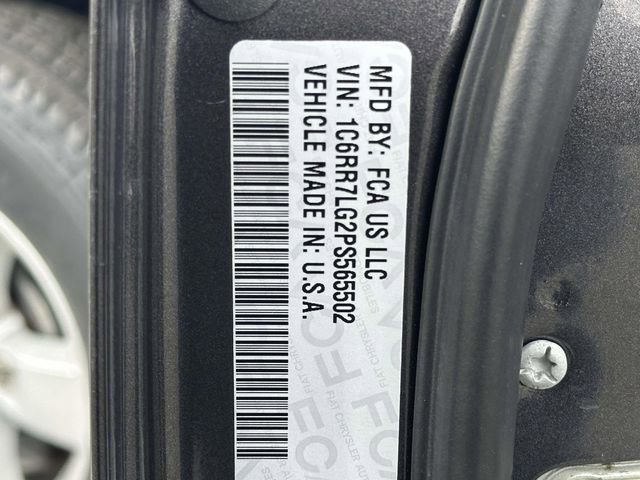 MFD BY: FCA US LLC
VIN: 1C6RR7LG2PS565502
VEHICLE MADE IN: U.S.A.